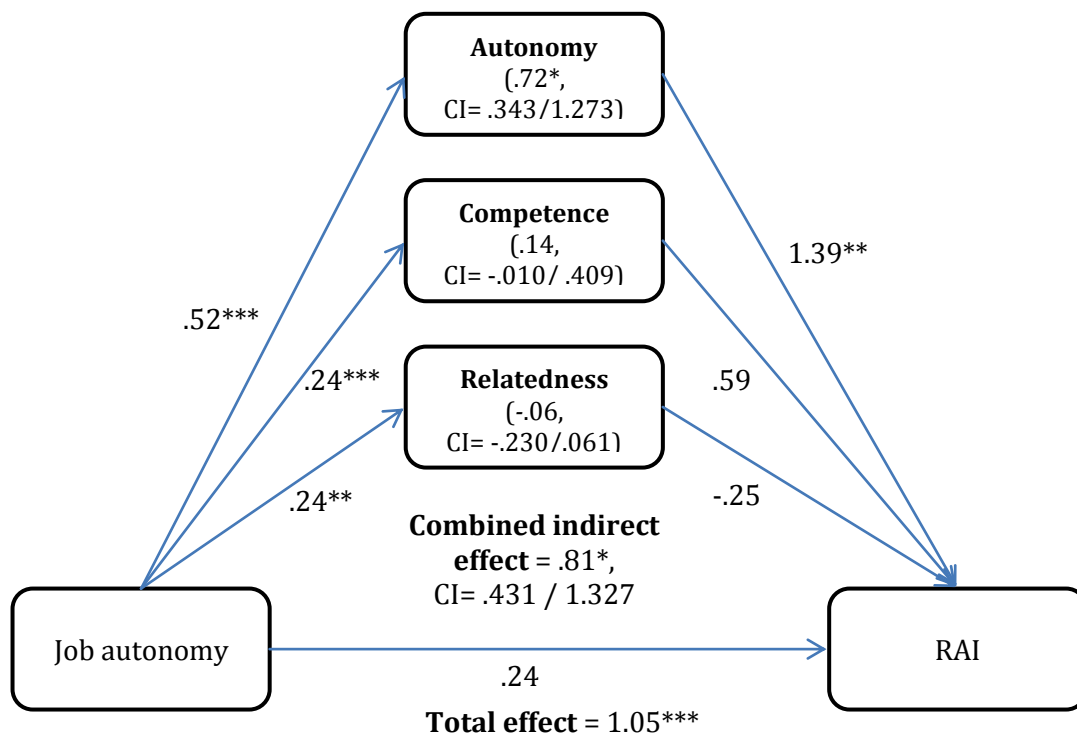 Autonomy
(.72*,
CI= .343/1.273)
Competence
(.14,
CI= -.010/ .409)
1.39**
.52***
.24***
Relatedness
(-.06,
CI= -.230/.061)
.59
.24**
-.25
Combined indirect
effect = .81*,
CI= .431 / 1.327
Job autonomy
RAI
.24
Total effect = 1.05***